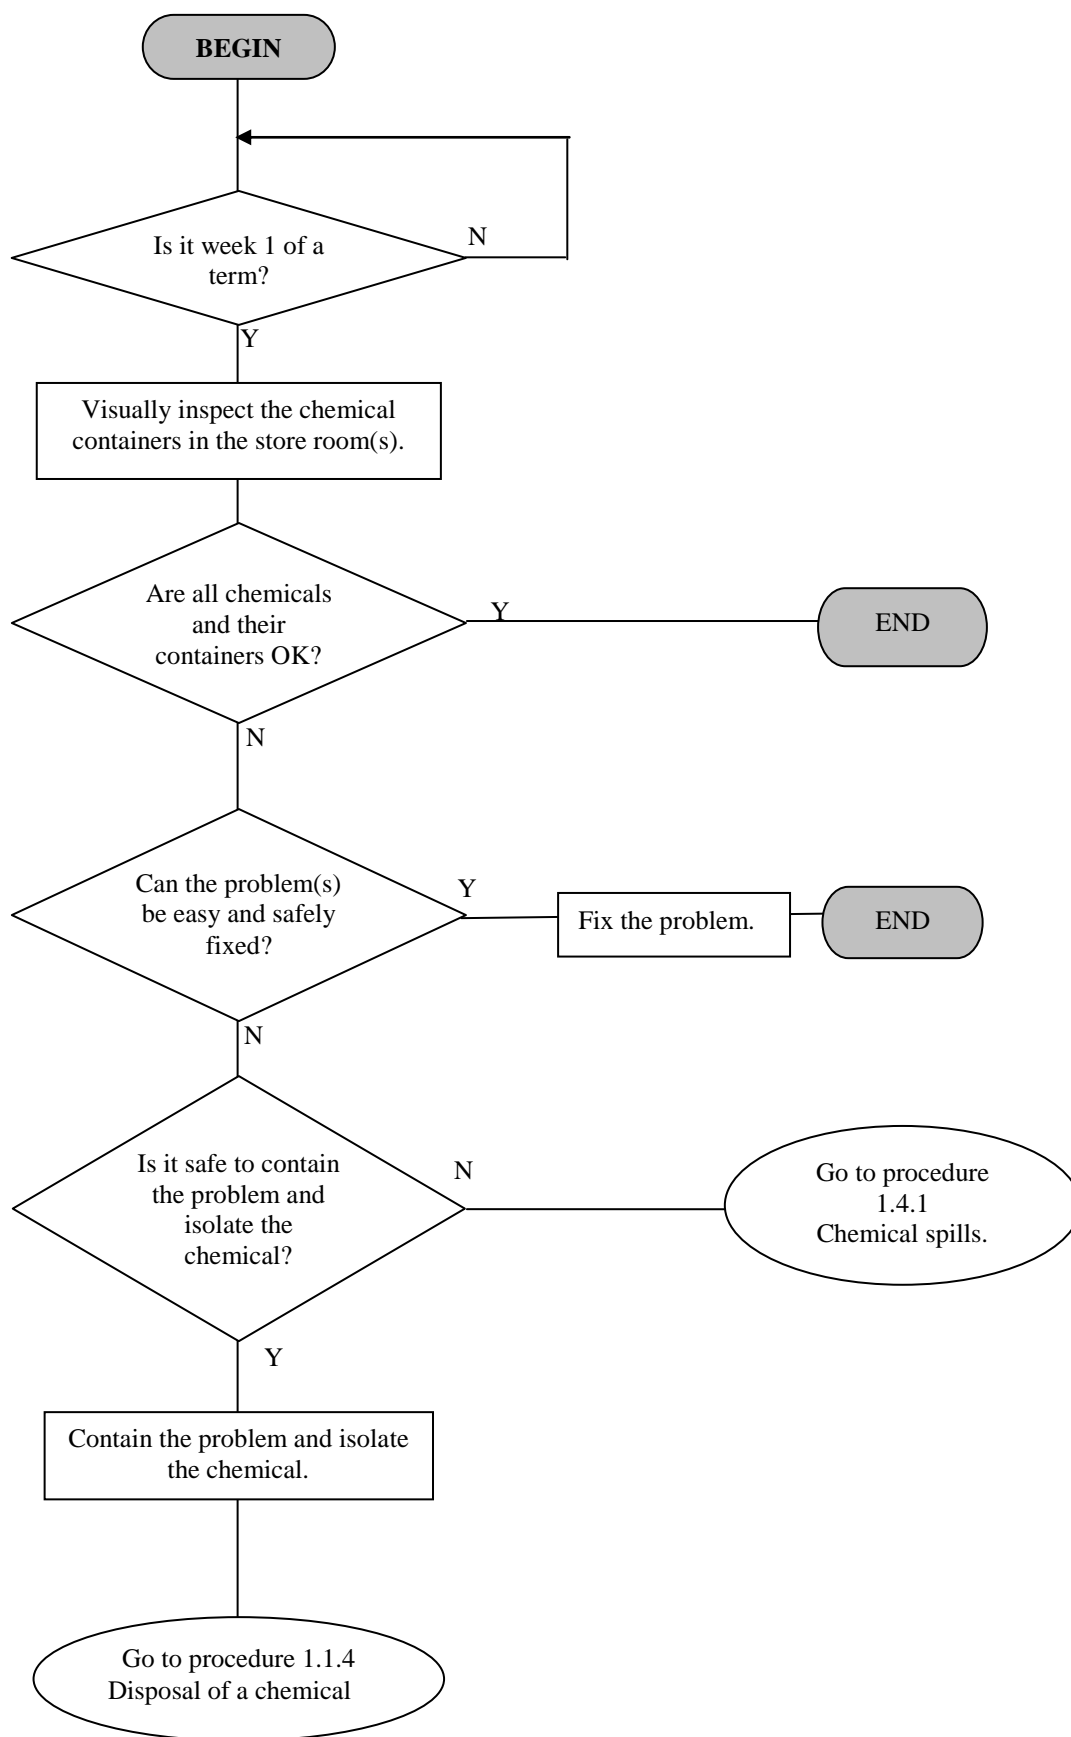 BEGIN
Is it week 1 of a
term?
N
Y
Visually inspect the chemical
containers in the store room(s).
Are all chemicals
and their
containers OK?
Y
END
N
Can the problem(s)
be easy and safely
fixed?
Y
Fix the problem.
END
N
Is it safe to contain
the problem and
isolate the
chemical?
N
Go to procedure
1.4.1
Chemical spills.
Y
Contain the problem and isolate
the chemical.
Go to procedure 1.1.4
Disposal of a chemical